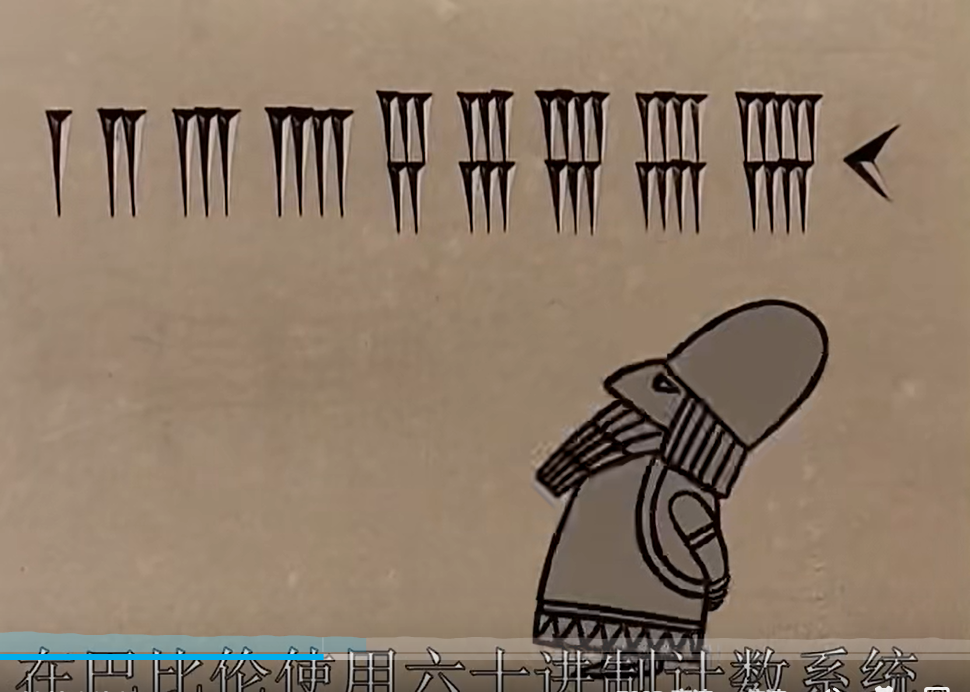 𒁹 𒈫 𒐈 𒐉 𒐊 𒐋 𒐌 𒐍 𒐎 𒌋
在巴比伦使用六十进制计数系统